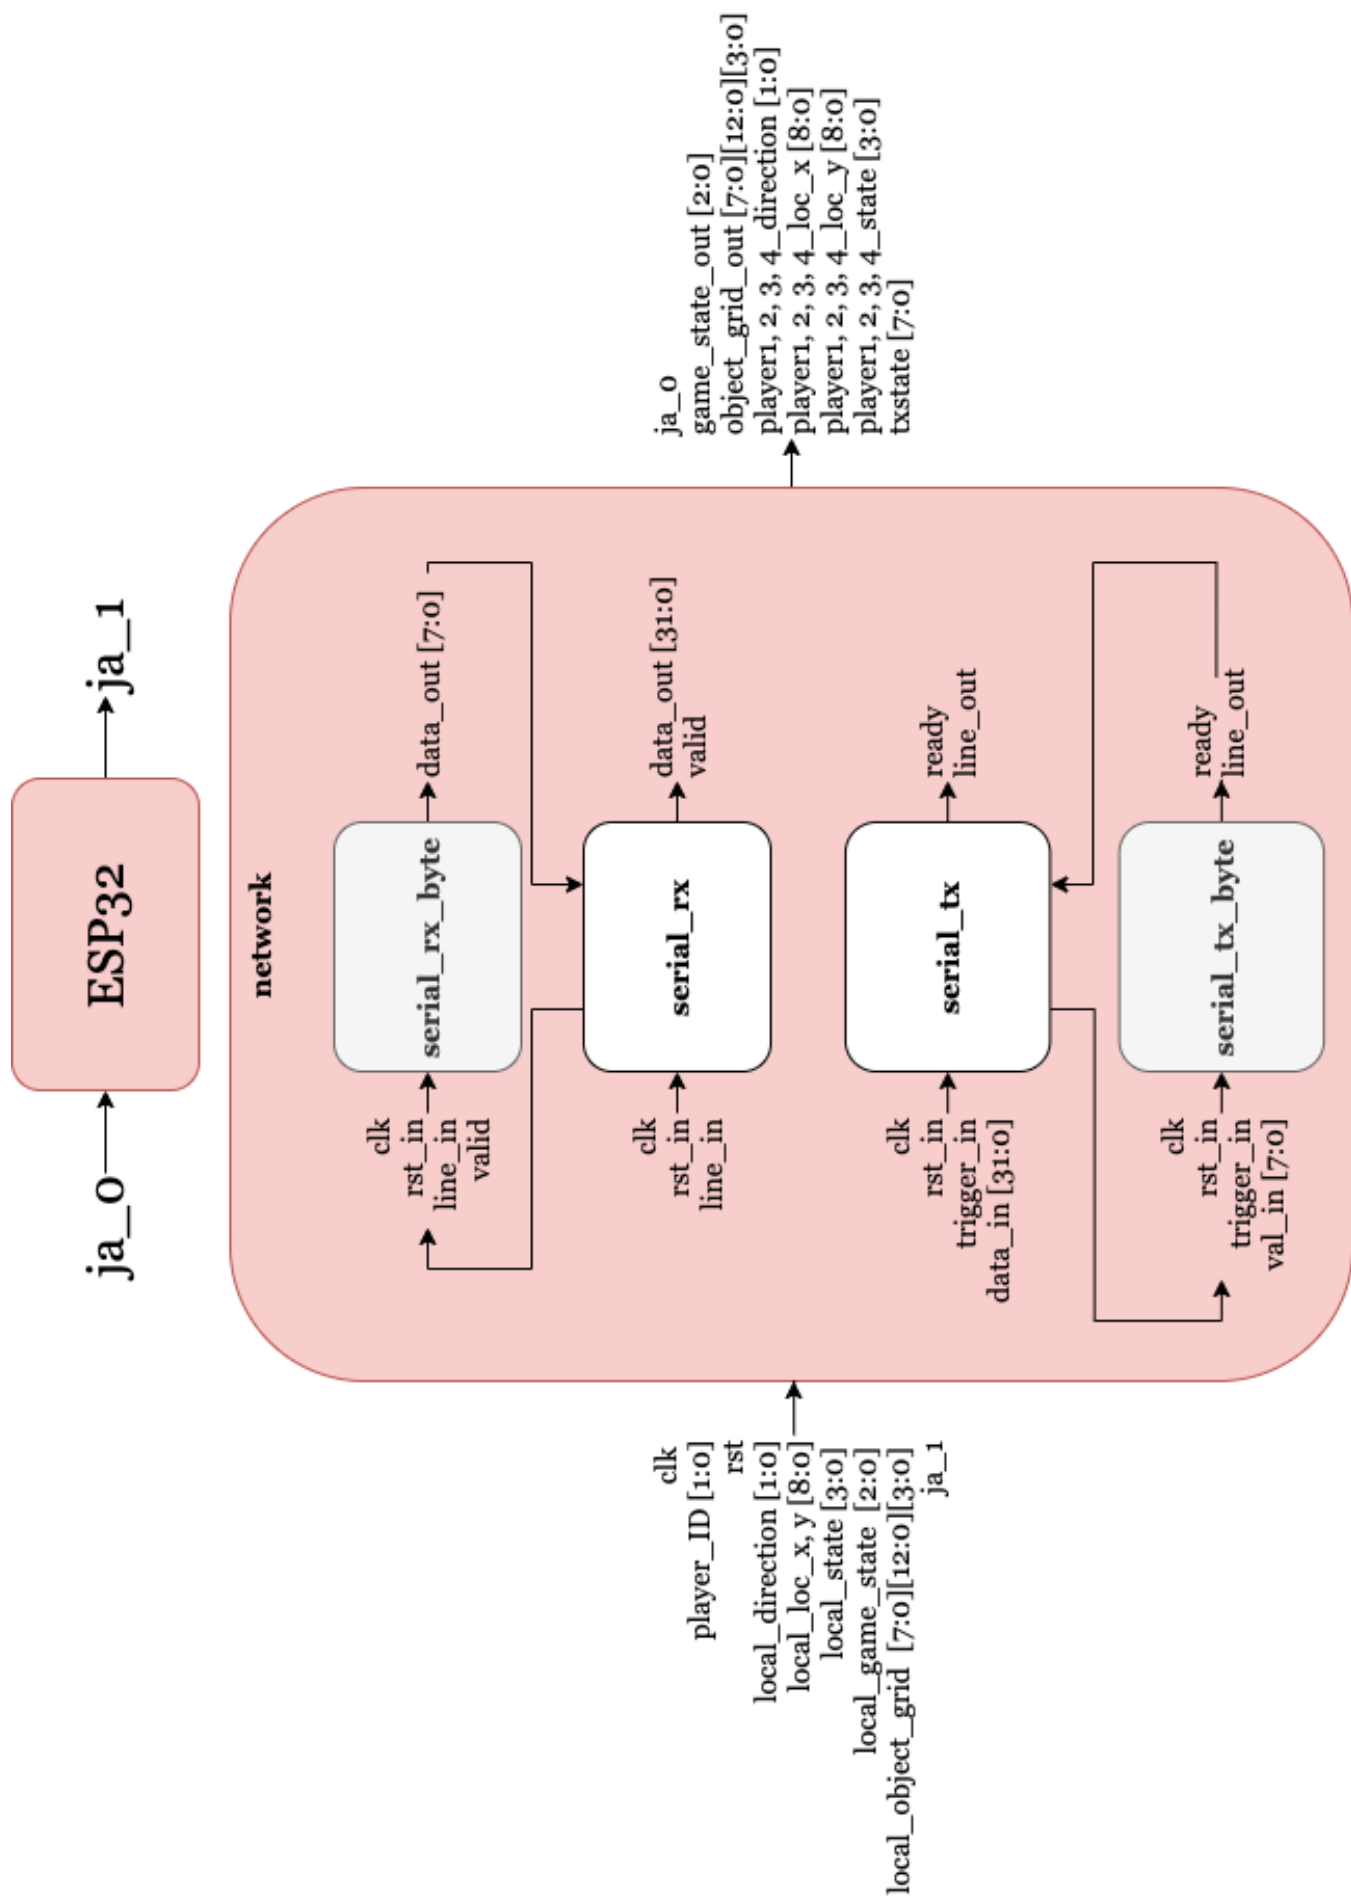 ja_0
ESP32
ja_1
network
clk
player_ID [1:0]
rst
local_direction [1:0]
local_loc_x, y [8:0]
local_state [3:0]
local_game_state [2:0]
local_object_grid [7:0][12:0][3:0]
ja_1
clk
rst_in
line_in
valid
serial_rx_byte
data_out [7:0]
clk
rst_in
line_in
serial_rx
data_out [31:0]
valid
clk
rst_in
trigger_in
data_in [31:0]
serial_tx
ready
line_out
clk
rst_in
trigger_in
val_in [7:0]
serial_tx_byte
ready
line_out
ja_0
game_state_out [2:0]
object_grid_out [7:0][12:0][3:0]
player1, 2, 3, 4_direction [1:0]
player1, 2, 3, 4_loc_x [8:0]
player1, 2, 3, 4_loc_y [8:0]
player1, 2, 3, 4_state [3:0]
txstate [7:0]